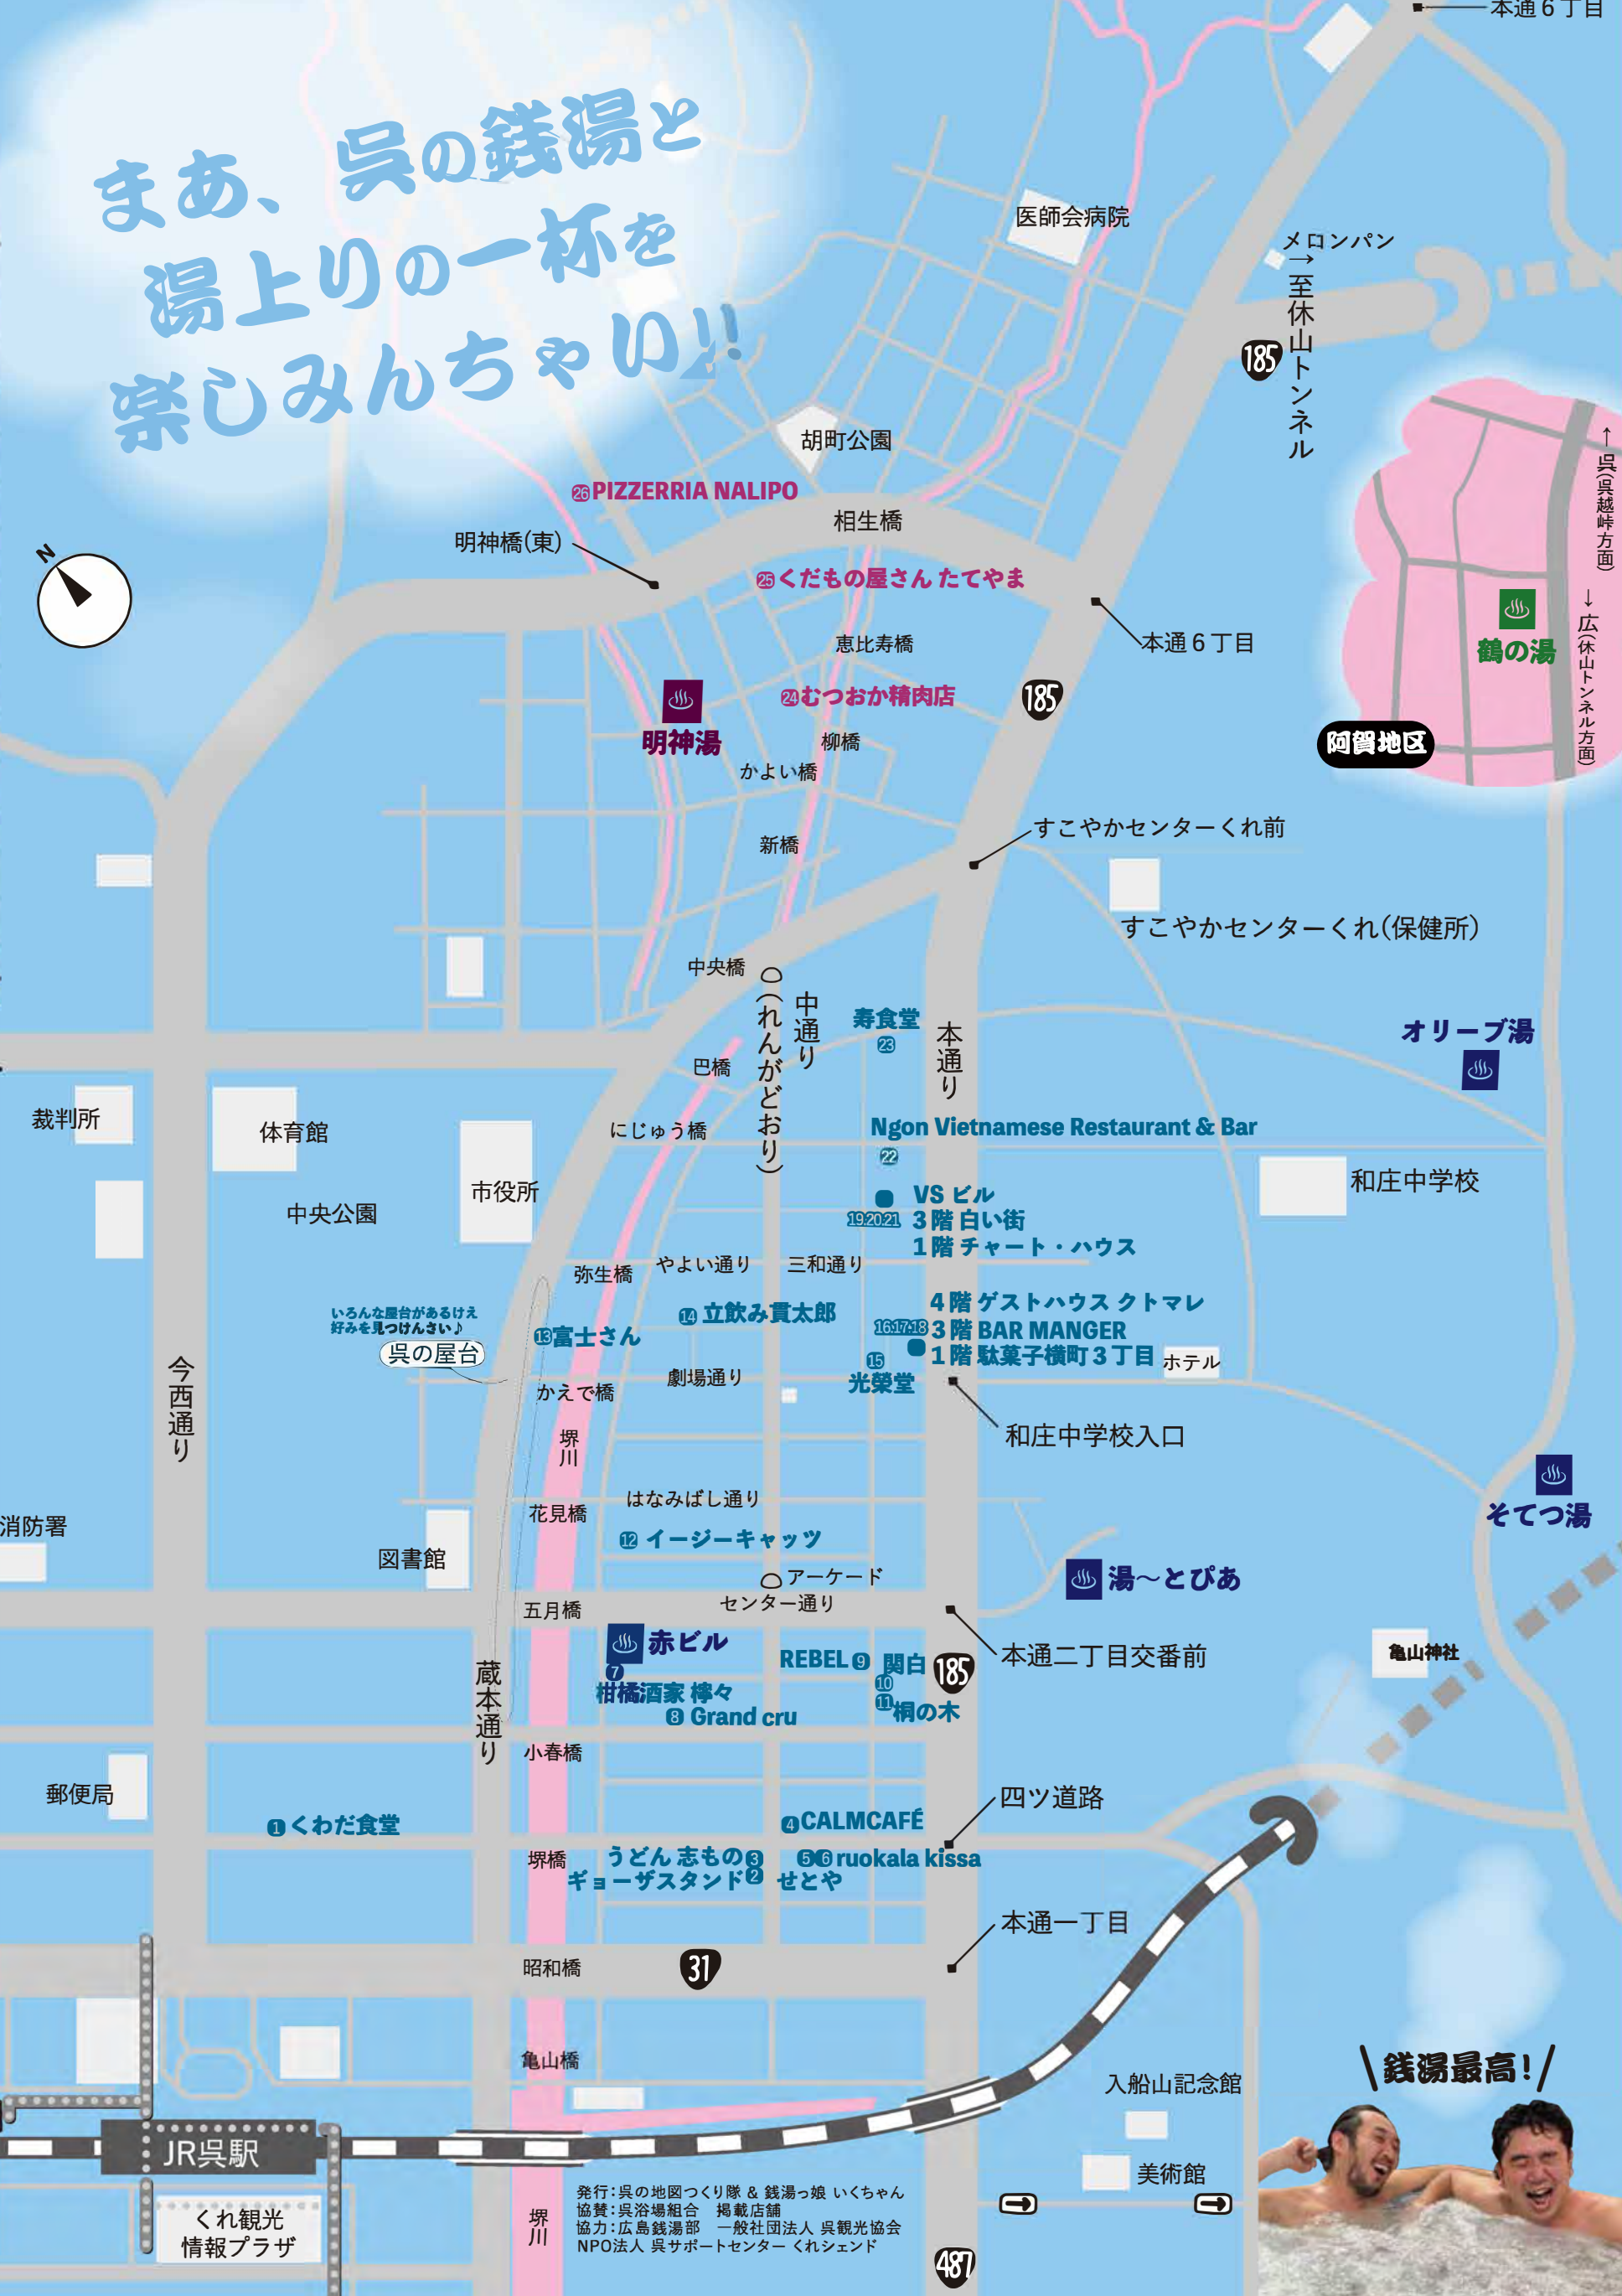 本通6丁目
まあ、呉の銭湯と
湯上りの一杯を
楽しみんちゃい!!
医師会病院
メロンパン
→至休山トンネル
185
胡町公園
26 PIZZERRIA NALIPO
相生橋
明神橋(東)
N
25 くだもの屋さん たてやま
恵比寿橋
本通6丁目
←呉(呉越峠方面)
↓広(休山トンネル方面)
鶴の湯
阿賀地区
24 むつおか精肉店
185
明神湯
柳橋
かよい橋
新橋
すこやかセンターくれ前
すこやかセンターくれ(保健所)
中央橋
中通り
(れんがどおり)
本通り
寿食堂
23
オリーブ湯
巴橋
にじゅう橋
裁判所
体育館
市役所
中央公園
Ngon Vietnamese Restaurant & Bar
22
和庄中学校
VS ビル
19 20 21 3階 白い街
1階 チャート・ハウス
弥生橋
やよい通り
三和通り
いろんな屋台があるけえ
好みを見つけんさい♪
呉の屋台
13 富士さん
14 立飲み貫太郎
4階 ゲストハウス クトマレ
16 17 18 3階 BAR MANGER
1階 駄菓子横町3丁目
ホテル
15
光榮堂
劇場通り
かえで橋
今西通り
堺川
和庄中学校入口
そてつ湯
はなみばし通り
花見橋
消防署
図書館
12 イージーキャッツ
アーケード
センター通り
湯〜とぴあ
五月橋
赤ビル
7
柑橘酒家 檸々
8 Grand cru
REBEL 9
関白
10
11 桐の木
185
本通二丁目交番前
亀山神社
蔵本通り
小春橋
郵便局
四ツ道路
1 くわだ食堂
4 CALMCAFÉ
堺橋
うどん 志もの 3
5 6 ruokala kissa
ギョーザスタンド 2
せとや
本通一丁目
昭和橋
31
亀山橋
入船山記念館
銭湯最高!
JR呉駅
美術館
くれ観光
情報プラザ
堺川
発行：呉の地図つくり隊 & 銭湯っ娘 いくちゃん
協賛：呉浴場組合 掲載店舗
協力：広島銭湯部 一般社団法人 呉観光協会
NPO法人 呉サポートセンター くれシェンド
487